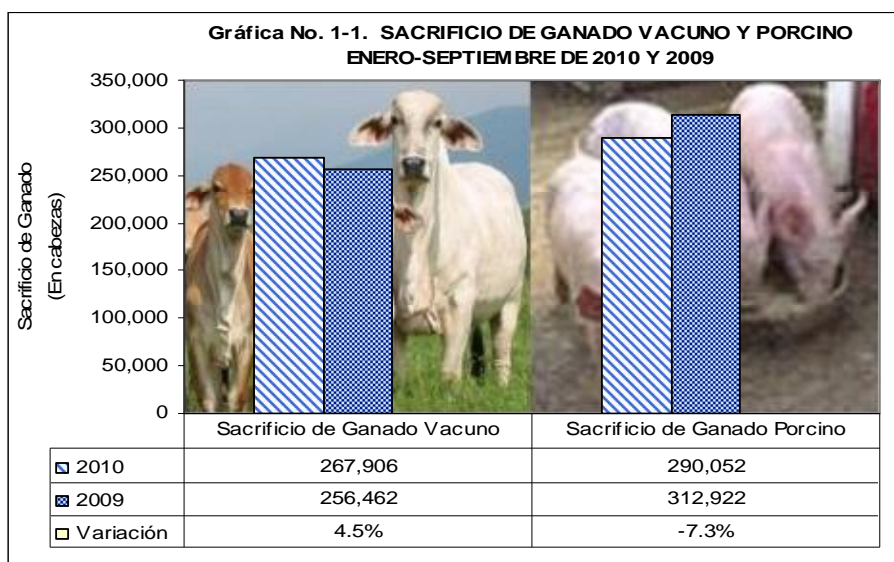 Gráfica No. 1-1. SACRIFICIO DE GANADO VACUNO Y PORCINO
ENERO-SEPTIEMBRE DE 2010 Y 2009
350,000
300,000
250,000
200,000
150,000
100,000
50,000
0
Sacrificio de Ganado
(En cabezas)
Sacrificio de Ganado Vacuno Sacrificio de Ganado Porcino
2010 267,906 290,052
2009 256,462 312,922
Variación 4.5% -7.3%